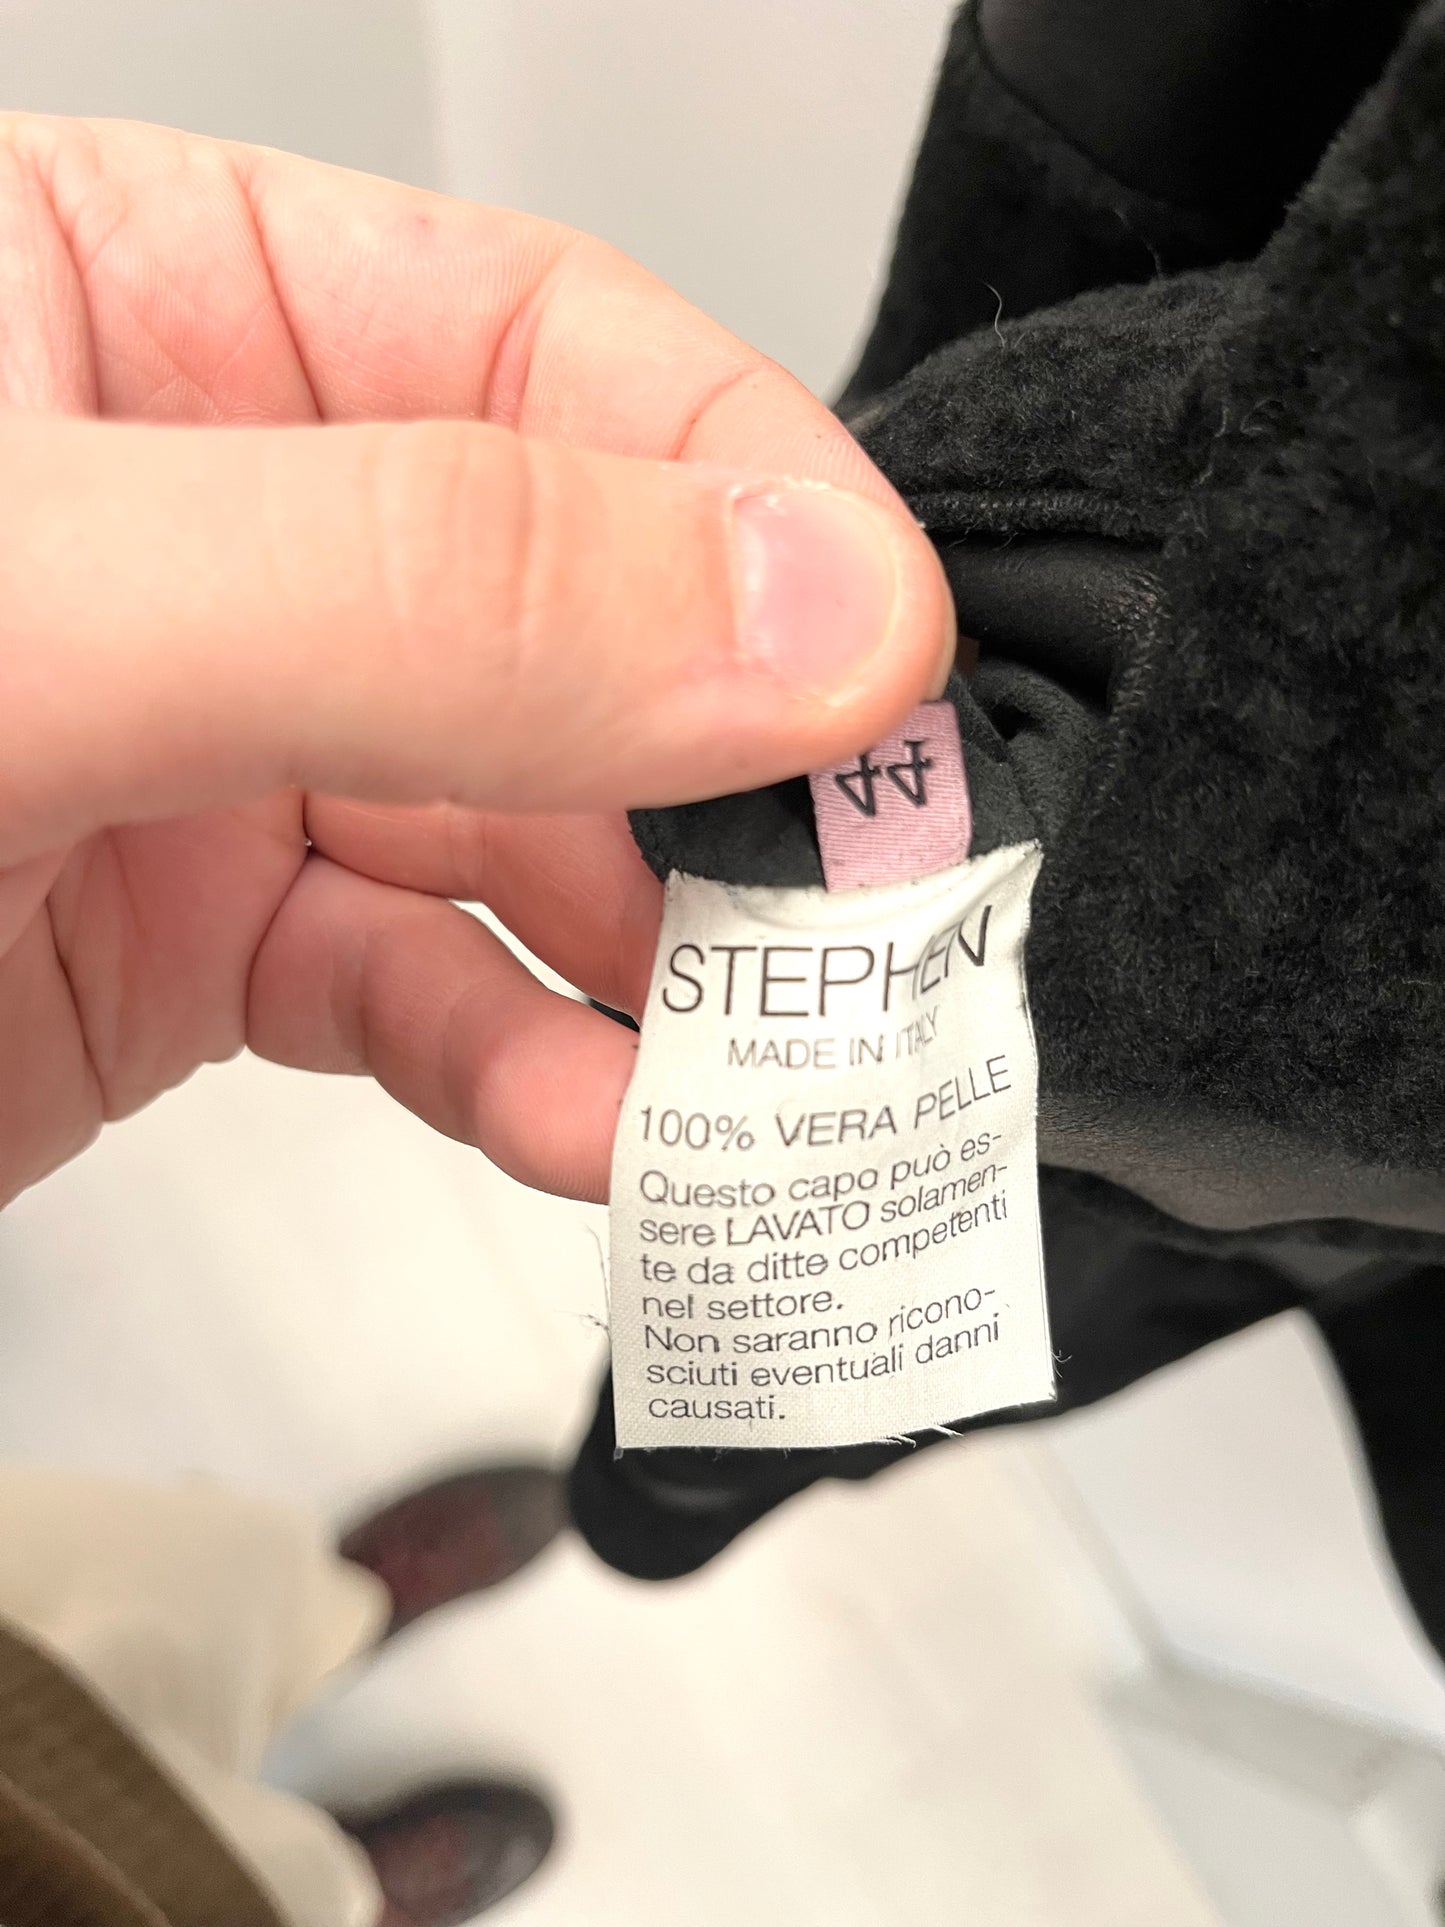 44
STEPHEN
MADE IN ITALY
100% VERA PELLE
Questo capo può es-
sere LAVATO solamen-
te da ditte competenti
nel settore.
Non saranno ricono-
sciuti eventuali danni
causati.